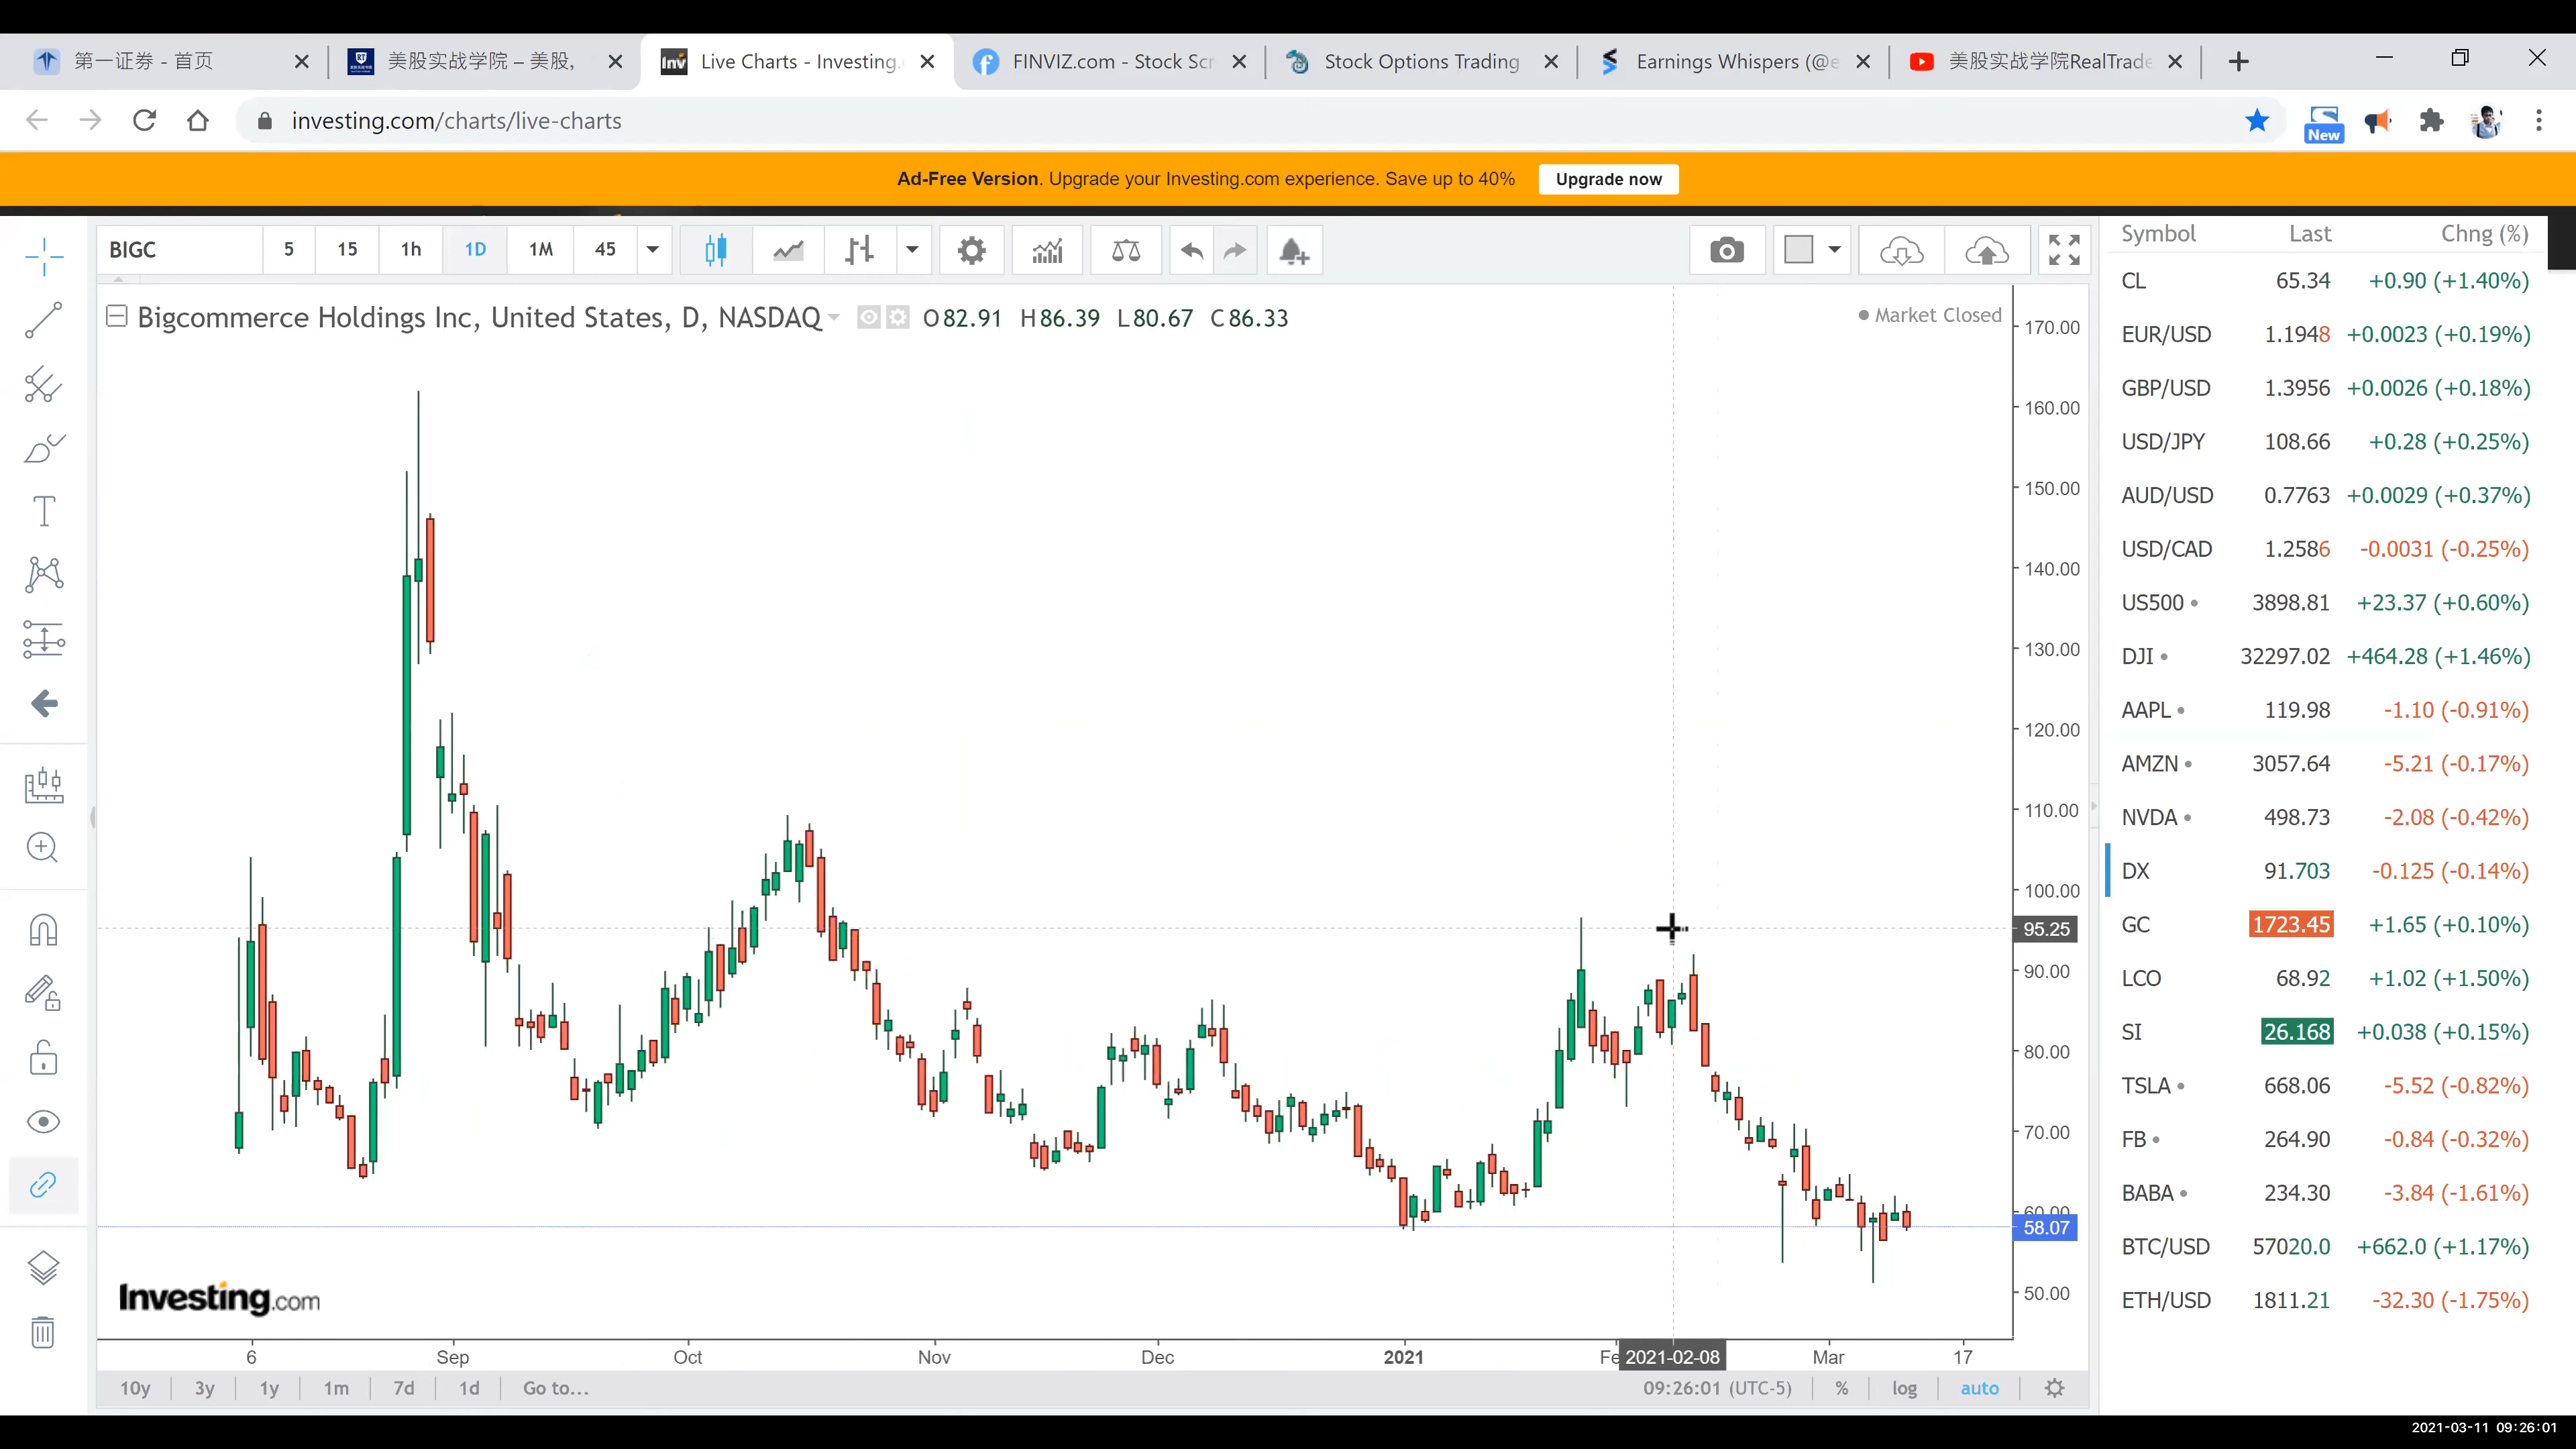 第一证券 - 首页
美股实战学院 – 美股,
Inv Live Charts - Investing.
FINVIZ.com - Stock Scr
Stock Options Trading
Earnings Whispers (@e
美股实战学院RealTrade
investing.com/charts/live-charts
New
Ad-Free Version. Upgrade your Investing.com experience. Save up to 40% Upgrade now
BIGC 5 15 1h 1D 1M 45
Symbol Last Chng (%)
Bigcommerce Holdings Inc, United States, D, NASDAQ O82.91 H86.39 L80.67 C86.33
Market Closed
170.00
160.00
150.00
140.00
130.00
120.00
110.00
100.00
95.25
90.00
80.00
70.00
60.00
58.07
50.00
CL 65.34 +0.90 (+1.40%)
EUR/USD 1.1948 +0.0023 (+0.19%)
GBP/USD 1.3956 +0.0026 (+0.18%)
USD/JPY 108.66 +0.28 (+0.25%)
AUD/USD 0.7763 +0.0029 (+0.37%)
USD/CAD 1.2586 -0.0031 (-0.25%)
US500 3898.81 +23.37 (+0.60%)
DJI 32297.02 +464.28 (+1.46%)
AAPL 119.98 -1.10 (-0.91%)
AMZN 3057.64 -5.21 (-0.17%)
NVDA 498.73 -2.08 (-0.42%)
DX 91.703 -0.125 (-0.14%)
GC 1723.45 +1.65 (+0.10%)
LCO 68.92 +1.02 (+1.50%)
SI 26.168 +0.038 (+0.15%)
TSLA 668.06 -5.52 (-0.82%)
FB 264.90 -0.84 (-0.32%)
BABA 234.30 -3.84 (-1.61%)
BTC/USD 57020.0 +662.0 (+1.17%)
ETH/USD 1811.21 -32.30 (-1.75%)
Investing.com
6 Sep Oct Nov Dec 2021 Fe 2021-02-08 Mar 17
10y 3y 1y 1m 7d 1d Go to... 09:26:01 (UTC-5) % log auto
2021-03-11 09:26:01